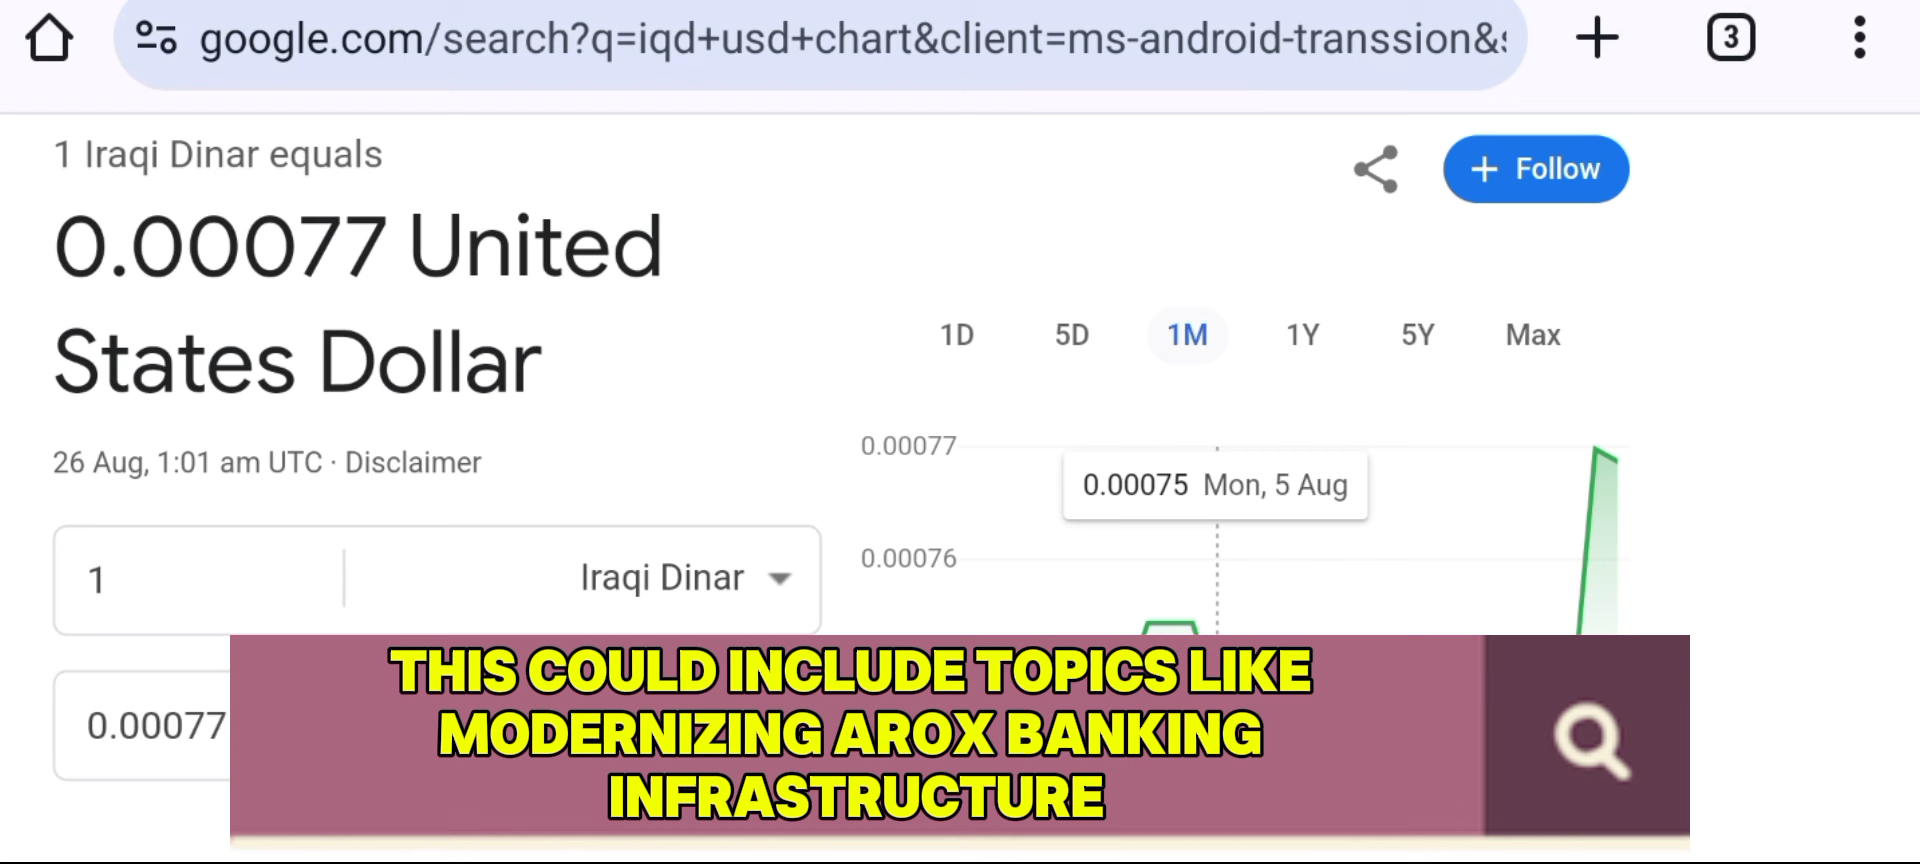 google.com/search?q=iqd+usd+chart&client=ms-android-transsion&s
3
1 Iraqi Dinar equals
Follow
0.00077 United
States Dollar
1D 5D 1M 1Y 5Y Max
26 Aug, 1:01 am UTC · Disclaimer
0.00077
0.00075 Mon, 5 Aug
0.00076
1 Iraqi Dinar
0.00077
THIS COULD INCLUDE TOPICS LIKE
MODERNIZING AROX BANKING
INFRASTRUCTURE